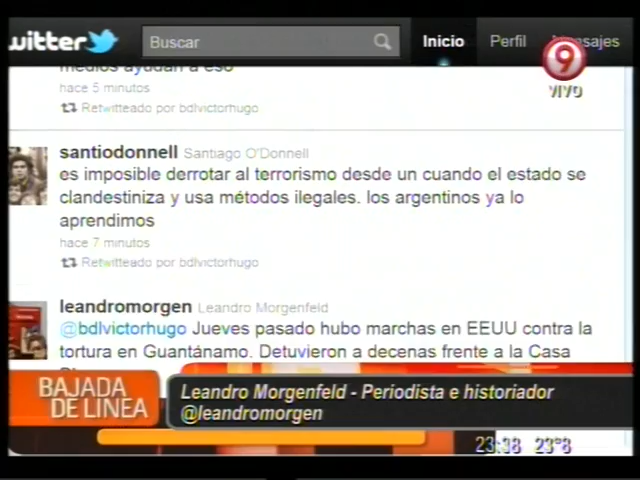 witter
Buscar
Inicio Perfil
9
VIVO
medios ayudan a eso
hace 5 minutos
Retwitteado por bdlvictorhugo
santiodonnell Santiago O'Donnell
es imposible derrotar al terrorismo desde un cuando el estado se
clandestiniza y usa métodos ilegales. los argentinos ya lo
aprendimos
hace 7 minutos
Retwitteado por bdlvictorhugo
leandromorgen Leandro Morgenfeld
@bdlvictorhugo Jueves pasado hubo marchas en EEUU contra la
tortura en Guantánamo. Detuvieron a decenas frente a la Casa
BAJADA
DE LINEA
Leandro Morgenfeld - Periodista e historiador
@leandromorgen
23:38 23°8